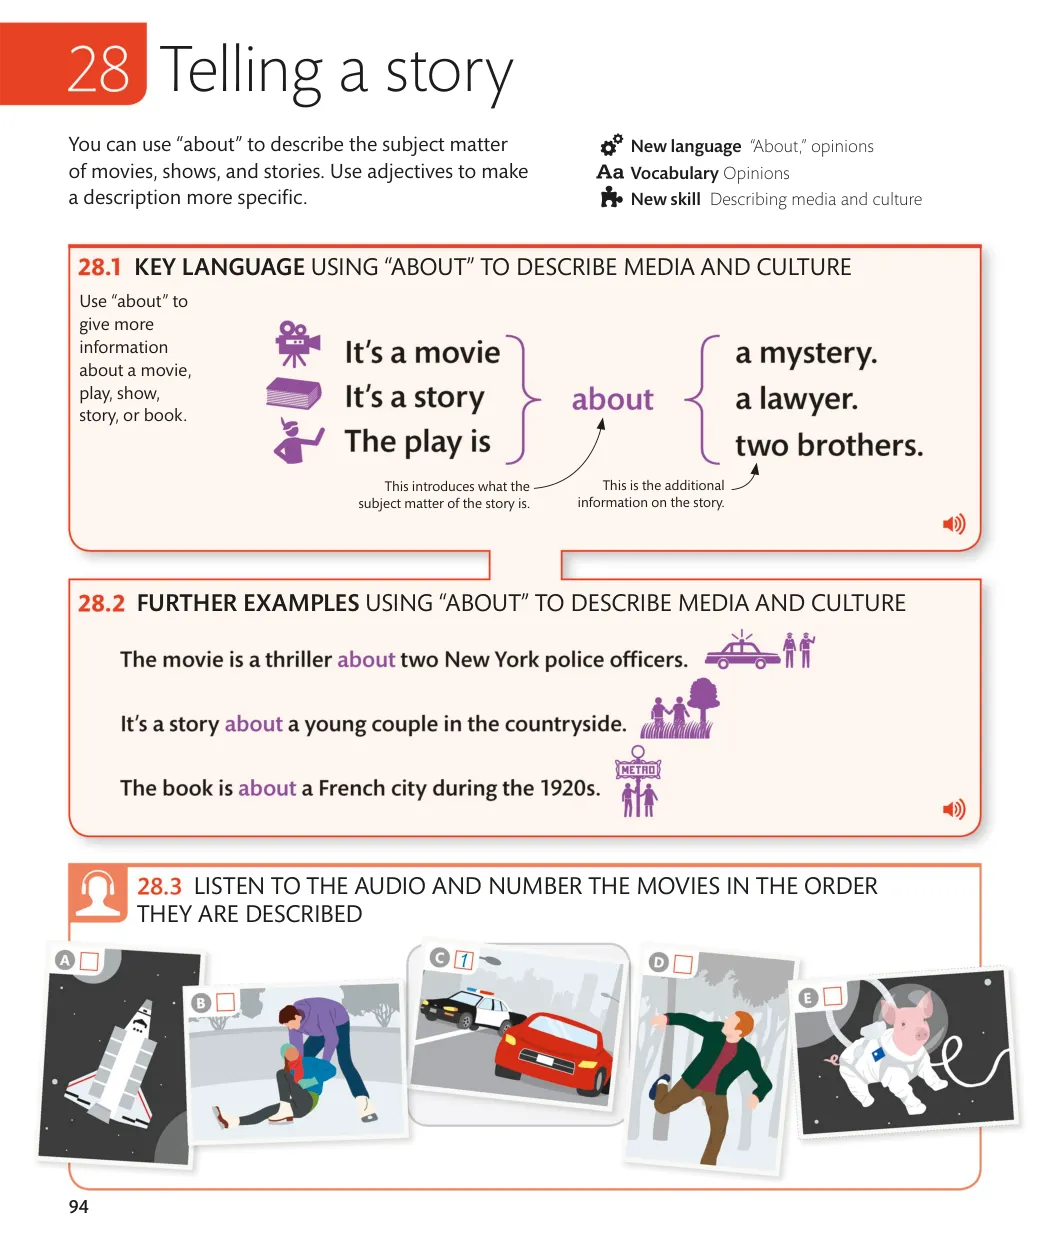 28 Telling a story
You can use “about” to describe the subject matter
of movies, shows, and stories. Use adjectives to make
a description more specific.
New language “About,” opinions
Aa Vocabulary Opinions
New skill Describing media and culture
28.1 KEY LANGUAGE USING “ABOUT” TO DESCRIBE MEDIA AND CULTURE
Use “about” to
give more
information
about a movie,
play, show,
story, or book.
It’s a movie
It’s a story
The play is
about
a mystery.
a lawyer.
two brothers.
This introduces what the
subject matter of the story is.
This is the additional
information on the story.
28.2 FURTHER EXAMPLES USING “ABOUT” TO DESCRIBE MEDIA AND CULTURE
The movie is a thriller about two New York police officers.
It’s a story about a young couple in the countryside.
METRO
The book is about a French city during the 1920s.
28.3 LISTEN TO THE AUDIO AND NUMBER THE MOVIES IN THE ORDER
THEY ARE DESCRIBED
A
B
C 1
D
E
94